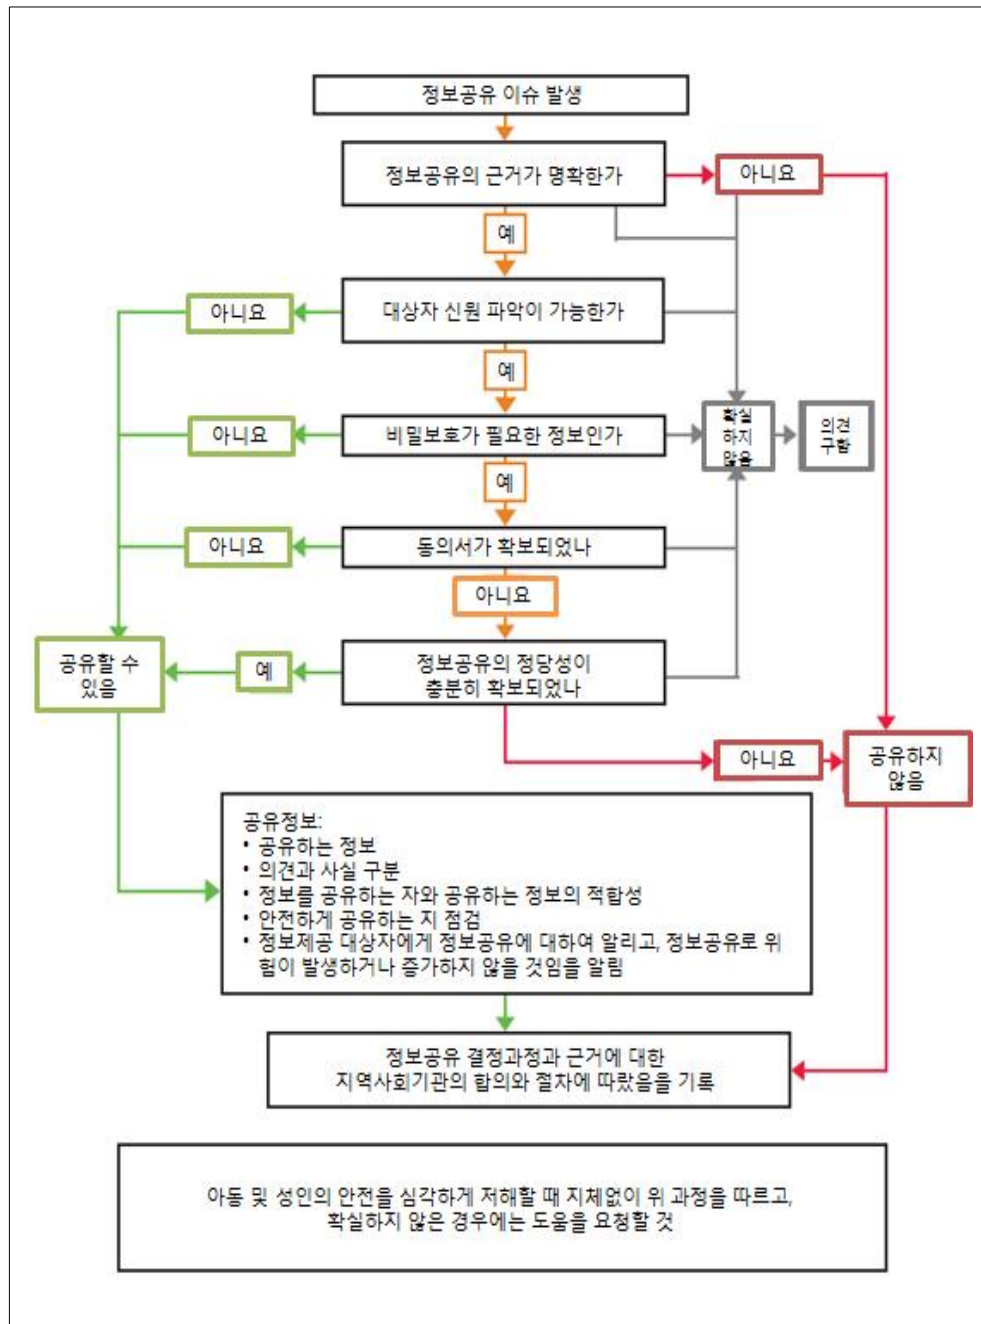 정보공유 이슈 발생
정보공유의 근거가 명확한가
아니요
예
대상자 신원 파악이 가능한가
아니요
예
비밀보호가 필요한 정보인가
아니요
확실
하지
않음
의견
구함
예
동의서가 확보되었나
아니요
아니요
정보공유의 정당성이
충분히 확보되었나
예
공유할 수
있음
아니요
공유하지
않음
공유정보:
• 공유하는 정보
• 의견과 사실 구분
• 정보를 공유하는 자와 공유하는 정보의 적합성
• 안전하게 공유하는 지 점검
• 정보제공 대상자에게 정보공유에 대하여 알리고, 정보공유로 위
험이 발생하거나 증가하지 않을 것임을 알림
정보공유 결정과정과 근거에 대한
지역사회기관의 합의와 절차에 따랐음을 기록
아동 및 성인의 안전을 심각하게 저해할 때 지체없이 위 과정을 따르고,
확실하지 않은 경우에는 도움을 요청할 것